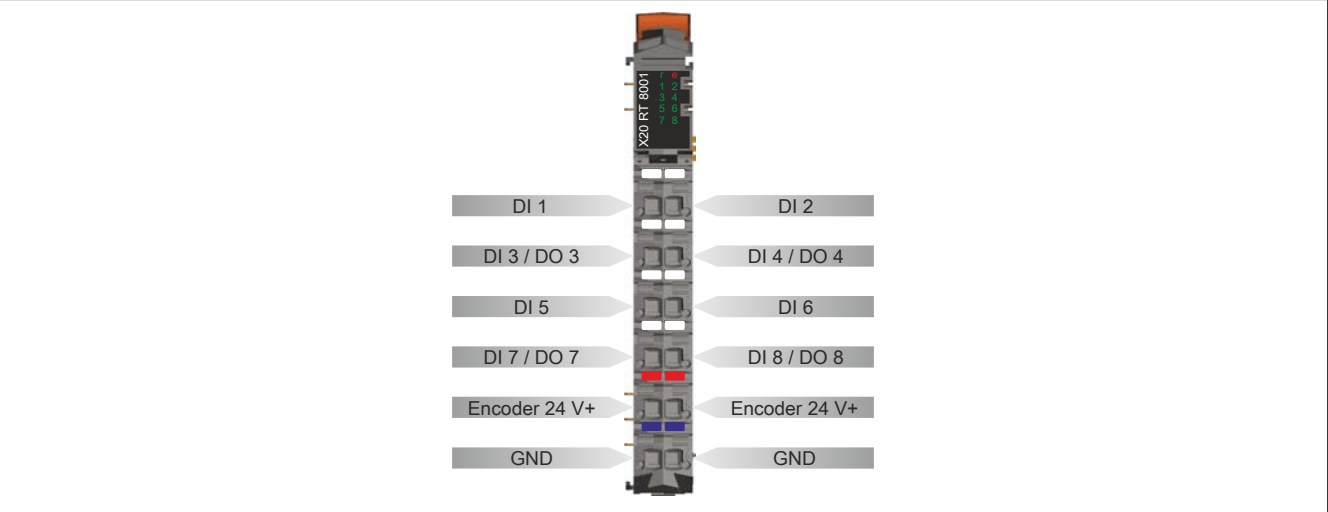 X20 RT 8001
r e
1 2
3 4
5 6
7 8
DI 1 DI 2
DI 3 / DO 3 DI 4 / DO 4
DI 5 DI 6
DI 7 / DO 7 DI 8 / DO 8
Encoder 24 V+ Encoder 24 V+
GND GND